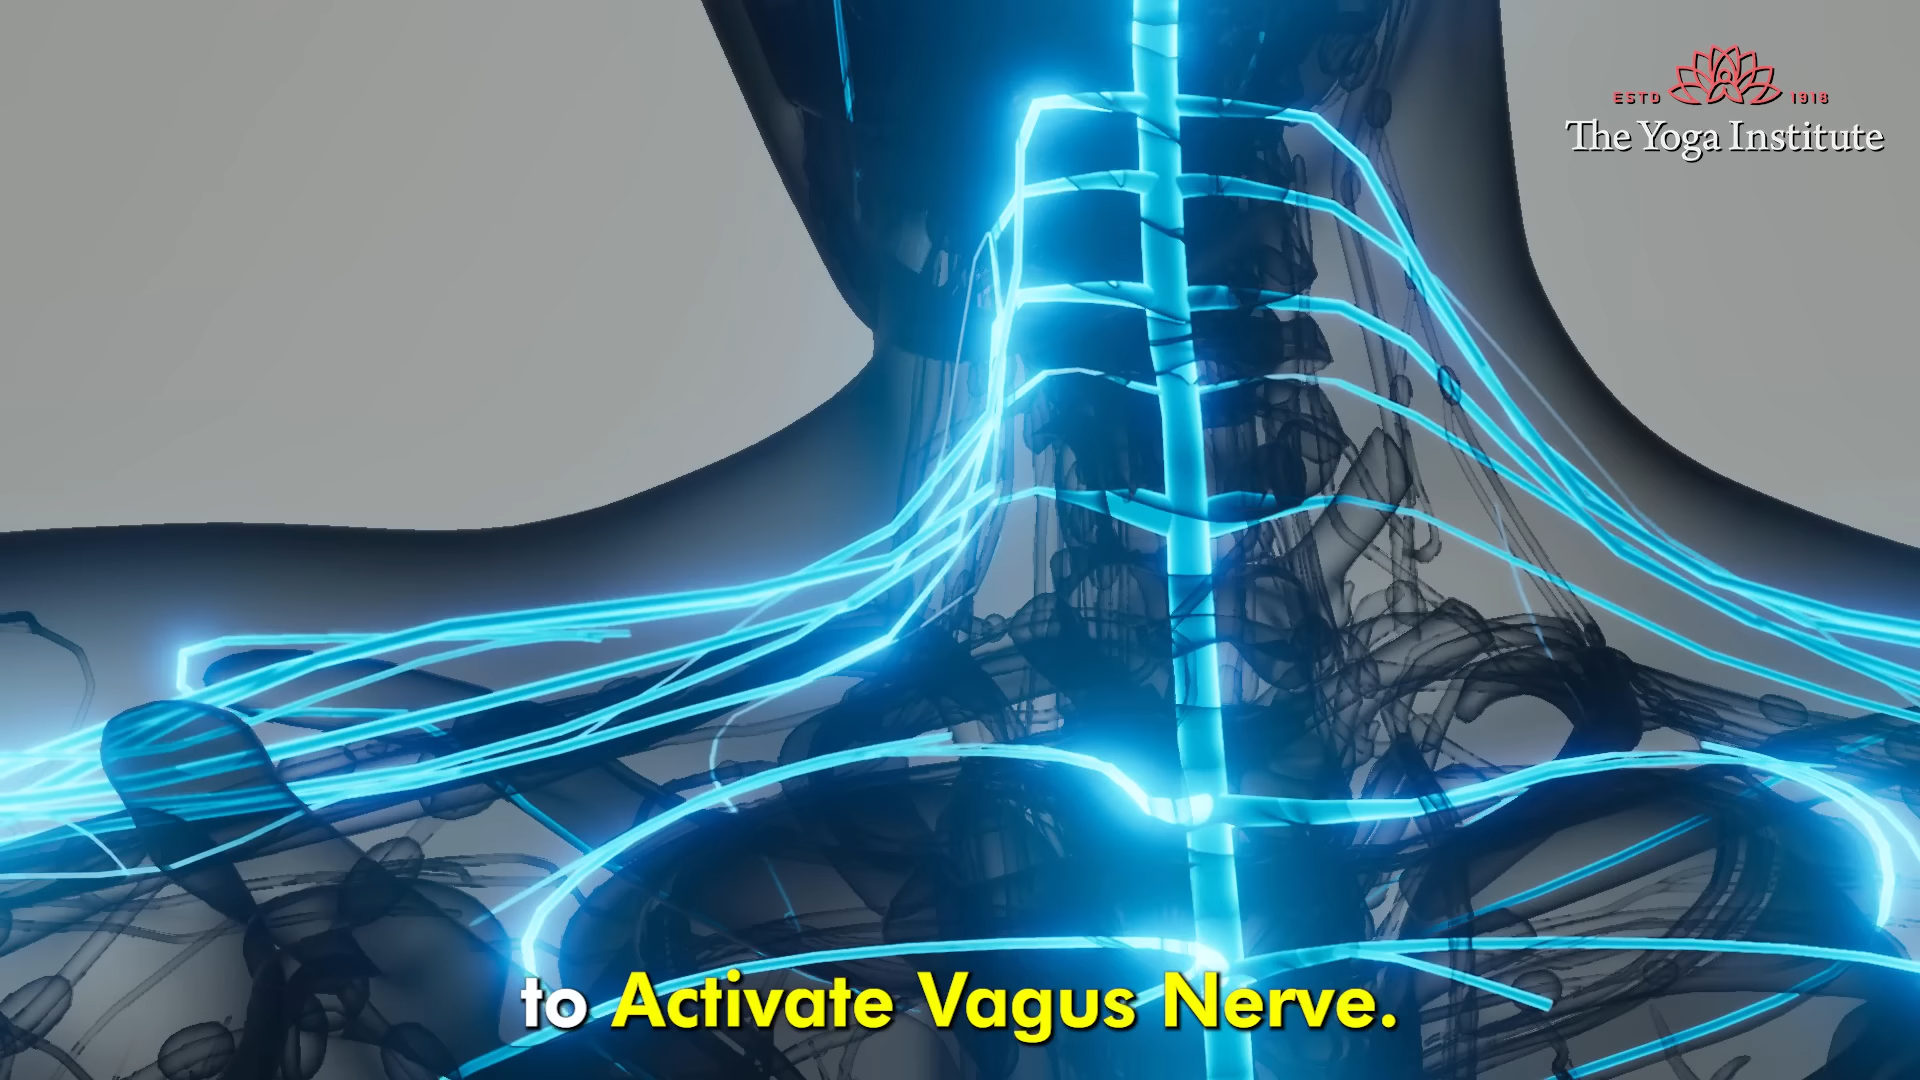 ESTD 1918
The Yoga Institute
to Activate Vagus Nerve.